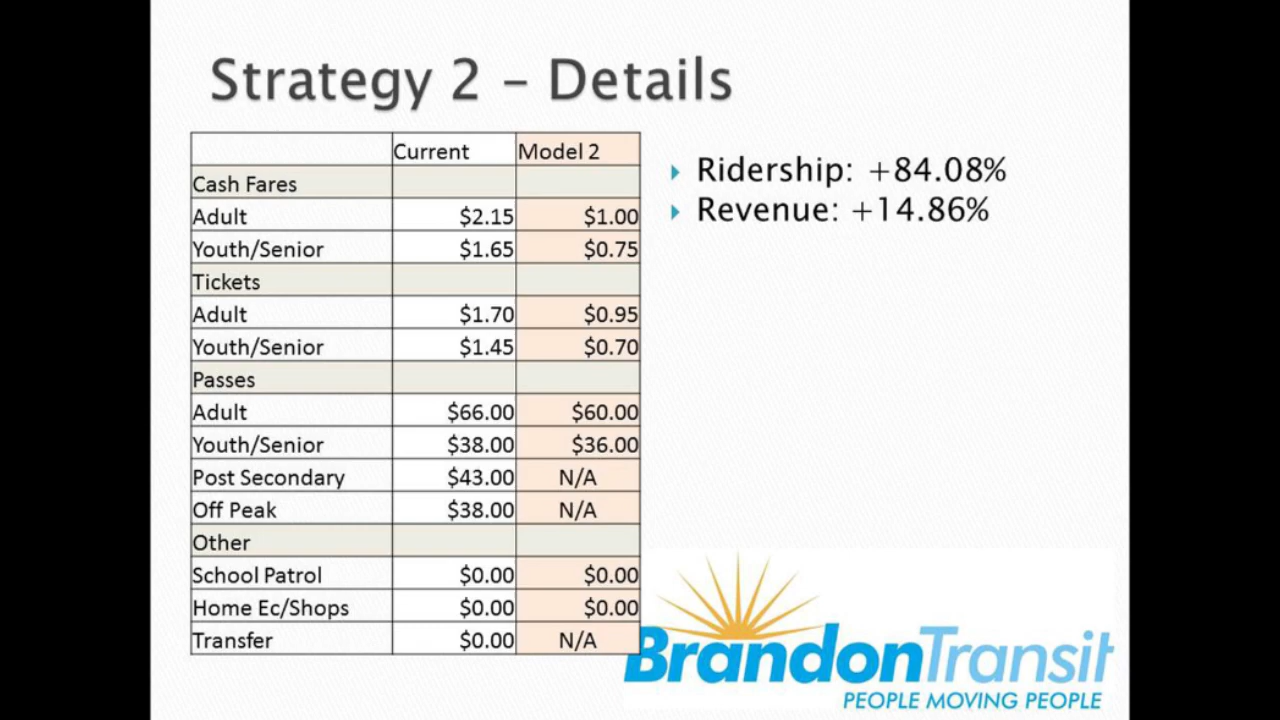 Strategy 2 – Details
Current Model 2
Cash Fares
Adult $2.15 $1.00
Youth/Senior $1.65 $0.75
Tickets
Adult $1.70 $0.95
Youth/Senior $1.45 $0.70
Passes
Adult $66.00 $60.00
Youth/Senior $38.00 $36.00
Post Secondary $43.00 N/A
Off Peak $38.00 N/A
Other
School Patrol $0.00 $0.00
Home Ec/Shops $0.00 $0.00
Transfer $0.00 N/A
Ridership: +84.08%
Revenue: +14.86%
BrandonTransit
PEOPLE MOVING PEOPLE